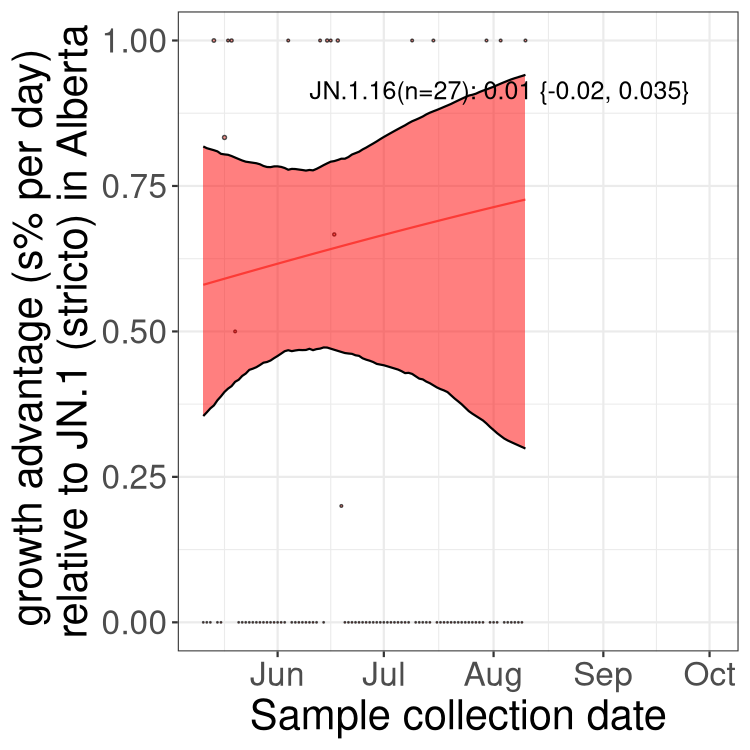 growth advantage (s% per day)
relative to JN.1 (stricto) in Alberta
1.00
0.75
0.50
0.25
0.00
JN.1.16(n=27): 0.01 {-0.02, 0.035}
Jun Jul Aug Sep Oct
Sample collection date